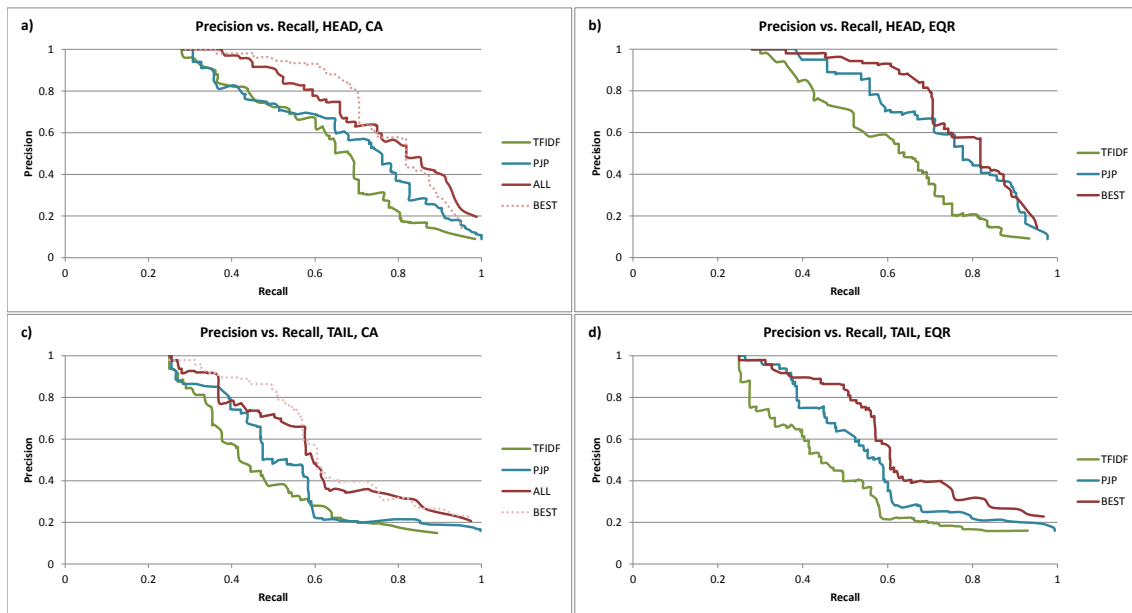 a) Precision vs. Recall, HEAD, CA
Precision
1
0.8
0.6
0.4
0.2
0
0 0.2 0.4 0.6 0.8 1
Recall
TFIDF
PJP
ALL
BEST
b) Precision vs. Recall, HEAD, EQR
Precision
1
0.8
0.6
0.4
0.2
0
0 0.2 0.4 0.6 0.8 1
Recall
TFIDF
PJP
BEST
c) Precision vs. Recall, TAIL, CA
Precision
1
0.8
0.6
0.4
0.2
0
0 0.2 0.4 0.6 0.8 1
Recall
TFIDF
PJP
ALL
BEST
d) Precision vs. Recall, TAIL, EQR
Precision
1
0.8
0.6
0.4
0.2
0
0 0.2 0.4 0.6 0.8 1
Recall
TFIDF
PJP
BEST